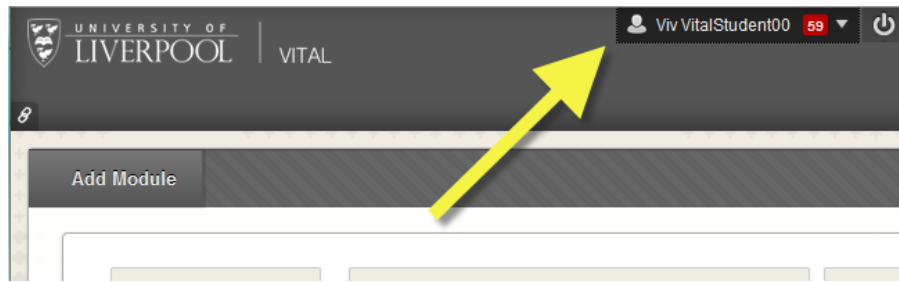 UNIVERSITY OF
LIVERPOOL
VITAL
Viv VitalStudent00 59
Add Module